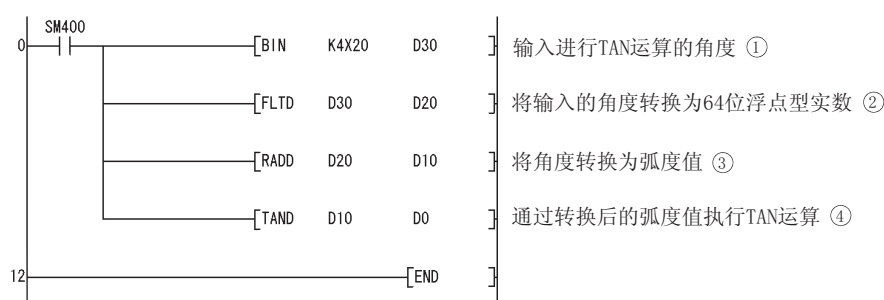 SM400
0 [BIN K4X20 D30 ] 输入进行TAN运算的角度 ①
[FLTD D30 D20 ] 将输入的角度转换为64位浮点型实数 ②
[RADD D20 D10 ] 将角度转换为弧度值 ③
[TAND D10 D0 ] 通过转换后的弧度值执行TAN运算 ④
12 [END ]